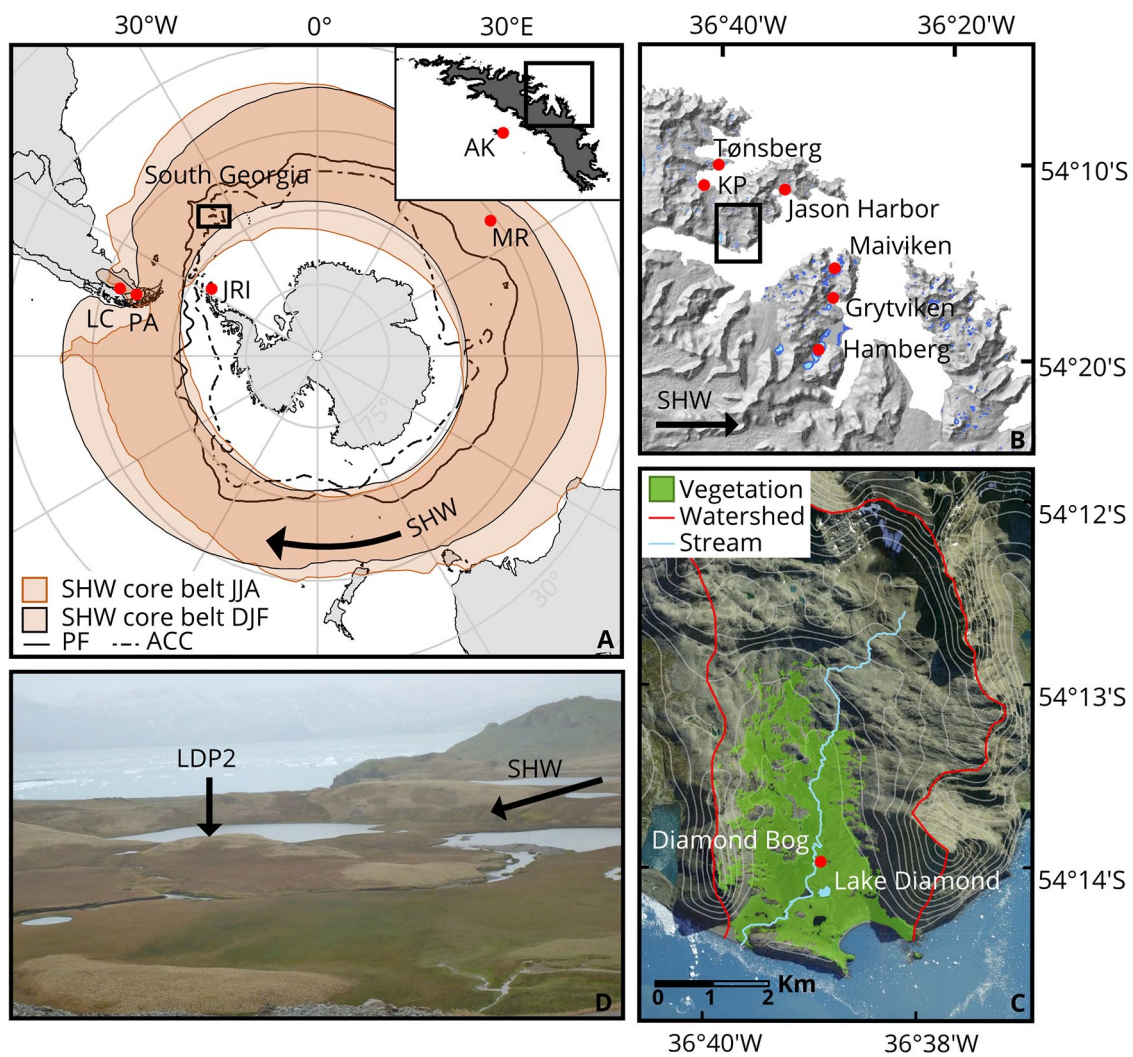 30°W
0°
30°E
AK
South Georgia
MR
JRI
LC
PA
75°
SHW
30°
SHW core belt JJA
SHW core belt DJF
PF
ACC
A
36°40'W
36°20'W
Tønsberg
KP
Jason Harbor
Maiviken
Grytviken
Hamberg
SHW
B
54°10'S
54°20'S
LDP2
SHW
D
Vegetation
Watershed
Stream
Diamond Bog
Lake Diamond
0 1 2 Km
C
54°12'S
54°13'S
54°14'S
36°40'W
36°38'W